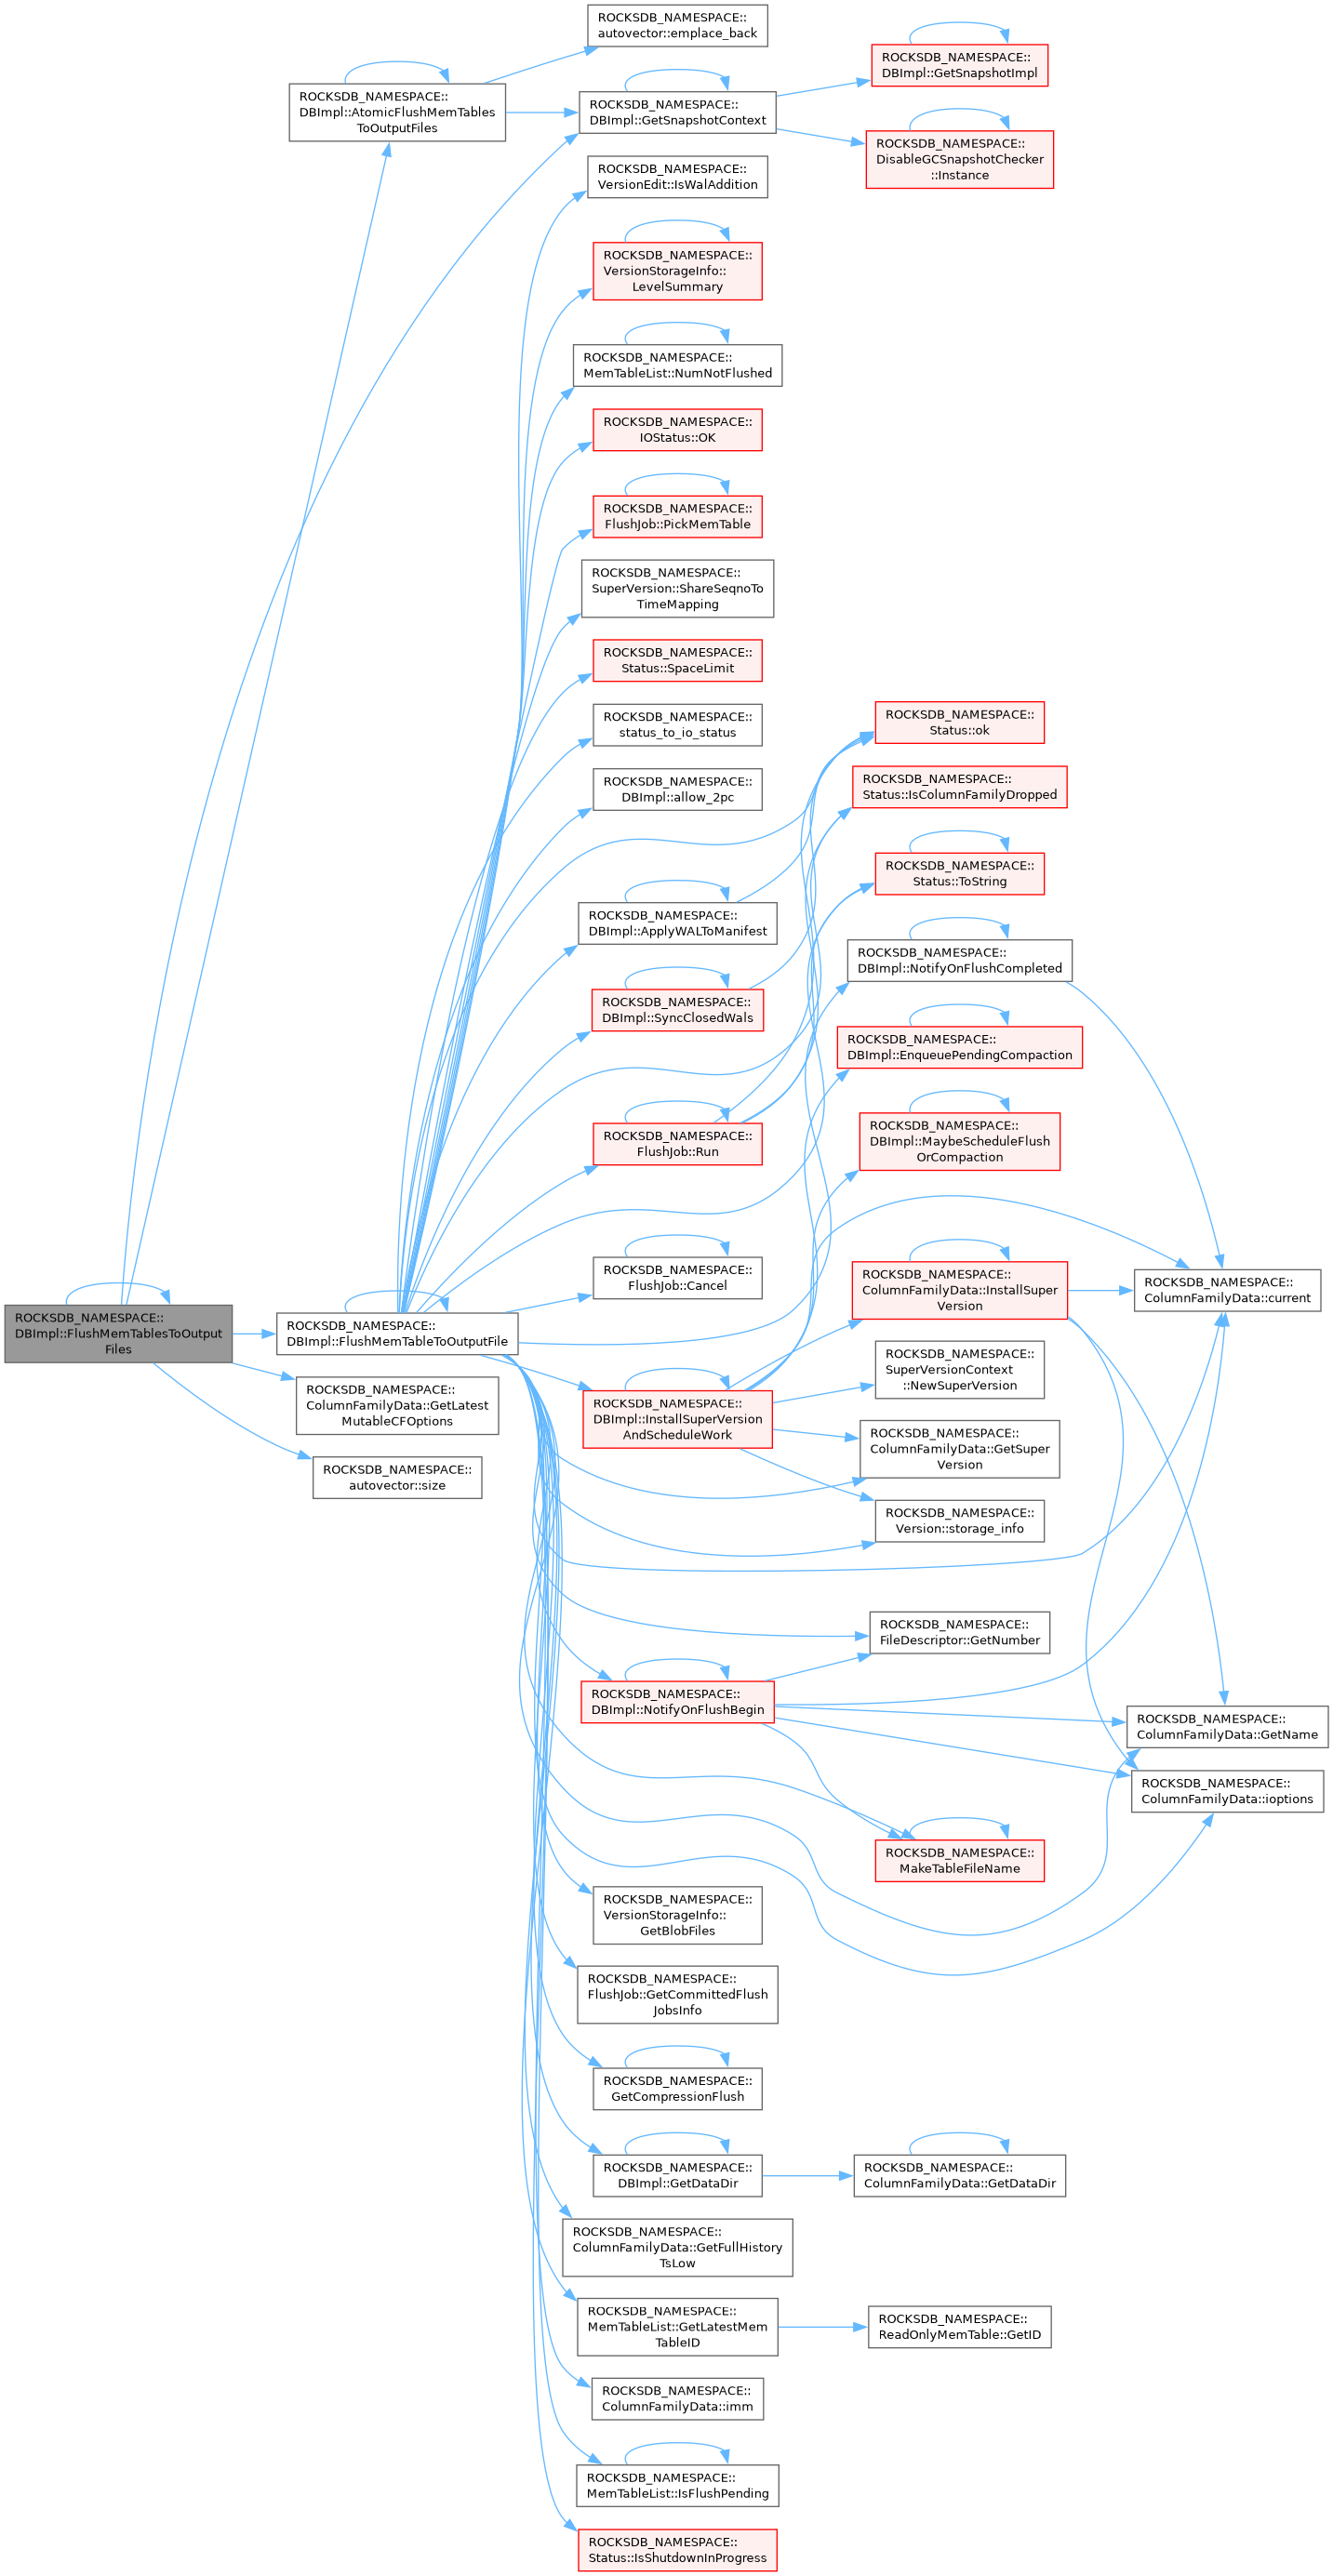 ROCKSDB_NAMESPACE::
DBImpl::FlushMemTablesToOutput
Files
ROCKSDB_NAMESPACE::
DBImpl::AtomicFlushMemTables
ToOutputFiles
ROCKSDB_NAMESPACE::
DBImpl::FlushMemTableToOutputFile
ROCKSDB_NAMESPACE::
ColumnFamilyData::GetLatest
MutableCFOptions
ROCKSDB_NAMESPACE::
autovector::size
ROCKSDB_NAMESPACE::
autovector::emplace_back
ROCKSDB_NAMESPACE::
DBImpl::GetSnapshotContext
ROCKSDB_NAMESPACE::
VersionEdit::IsWalAddition
ROCKSDB_NAMESPACE::
VersionStorageInfo::
LevelSummary
ROCKSDB_NAMESPACE::
MemTableList::NumNotFlushed
ROCKSDB_NAMESPACE::
IOStatus::OK
ROCKSDB_NAMESPACE::
FlushJob::PickMemTable
ROCKSDB_NAMESPACE::
SuperVersion::ShareSeqnoTo
TimeMapping
ROCKSDB_NAMESPACE::
Status::SpaceLimit
ROCKSDB_NAMESPACE::
status_to_io_status
ROCKSDB_NAMESPACE::
DBImpl::allow_2pc
ROCKSDB_NAMESPACE::
DBImpl::ApplyWALToManifest
ROCKSDB_NAMESPACE::
DBImpl::SyncClosedWals
ROCKSDB_NAMESPACE::
FlushJob::Run
ROCKSDB_NAMESPACE::
FlushJob::Cancel
ROCKSDB_NAMESPACE::
DBImpl::InstallSuperVersion
AndScheduleWork
ROCKSDB_NAMESPACE::
DBImpl::NotifyOnFlushBegin
ROCKSDB_NAMESPACE::
VersionStorageInfo::
GetBlobFiles
ROCKSDB_NAMESPACE::
FlushJob::GetCommittedFlush
JobsInfo
ROCKSDB_NAMESPACE::
GetCompressionFlush
ROCKSDB_NAMESPACE::
DBImpl::GetDataDir
ROCKSDB_NAMESPACE::
ColumnFamilyData::GetFullHistory
TsLow
ROCKSDB_NAMESPACE::
MemTableList::GetLatestMem
TableID
ROCKSDB_NAMESPACE::
ColumnFamilyData::imm
ROCKSDB_NAMESPACE::
MemTableList::IsFlushPending
ROCKSDB_NAMESPACE::
Status::IsShutdownInProgress
ROCKSDB_NAMESPACE::
DBImpl::GetSnapshotImpl
ROCKSDB_NAMESPACE::
DisableGCSnapshotChecker
::Instance
ROCKSDB_NAMESPACE::
Status::ok
ROCKSDB_NAMESPACE::
Status::IsColumnFamilyDropped
ROCKSDB_NAMESPACE::
Status::ToString
ROCKSDB_NAMESPACE::
DBImpl::NotifyOnFlushCompleted
ROCKSDB_NAMESPACE::
DBImpl::EnqueuePendingCompaction
ROCKSDB_NAMESPACE::
DBImpl::MaybeScheduleFlush
OrCompaction
ROCKSDB_NAMESPACE::
ColumnFamilyData::InstallSuper
Version
ROCKSDB_NAMESPACE::
SuperVersionContext
::NewSuperVersion
ROCKSDB_NAMESPACE::
ColumnFamilyData::GetSuper
Version
ROCKSDB_NAMESPACE::
Version::storage_info
ROCKSDB_NAMESPACE::
FileDescriptor::GetNumber
ROCKSDB_NAMESPACE::
MakeTableFileName
ROCKSDB_NAMESPACE::
ColumnFamilyData::GetDataDir
ROCKSDB_NAMESPACE::
ReadOnlyMemTable::GetID
ROCKSDB_NAMESPACE::
ColumnFamilyData::current
ROCKSDB_NAMESPACE::
ColumnFamilyData::GetName
ROCKSDB_NAMESPACE::
ColumnFamilyData::ioptions